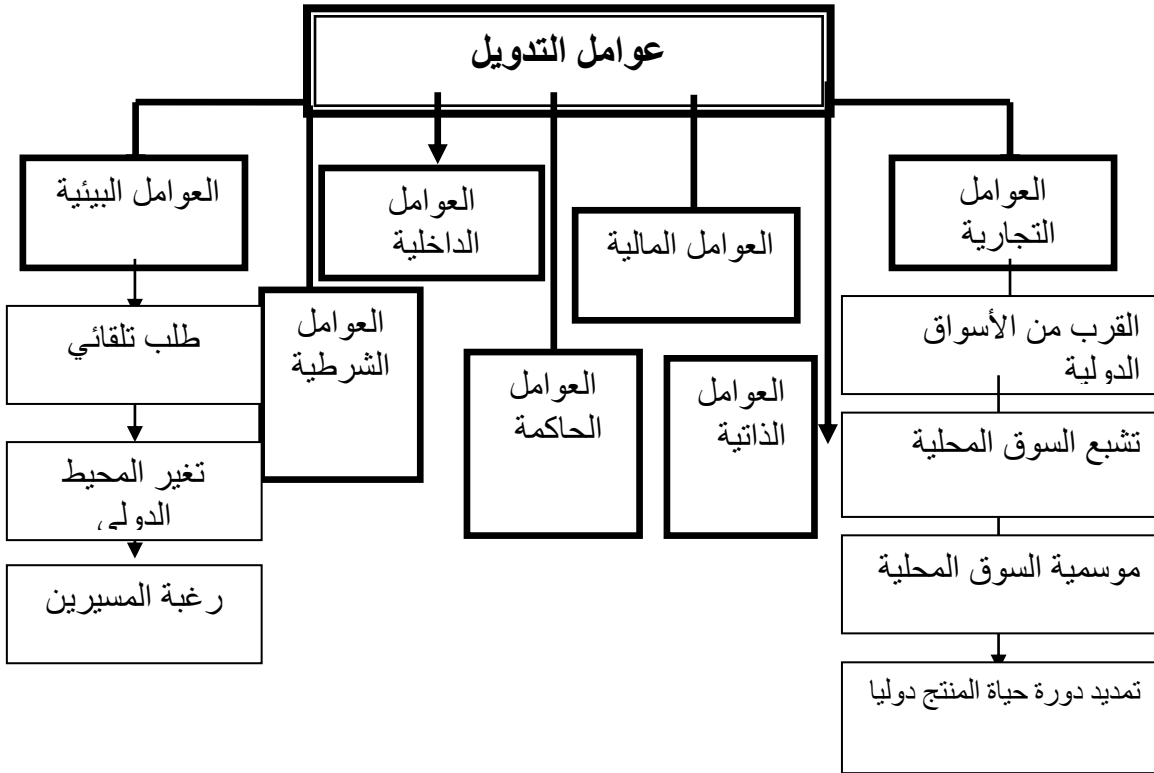 عوامل التدويل
العوامل
التجارية
العوامل المالية
العوامل
الداخلية
العوامل البيئية
العوامل
الذاتية
العوامل
الحاكمة
العوامل
الشرطية
القرب من الأسواق
الدولية
تشبع السوق المحلية
موسمية السوق المحلية
تمديد دورة حياة المنتج دوليا
طلب تلقائي
تغير المحيط
الدولي
رغبة المسيرين